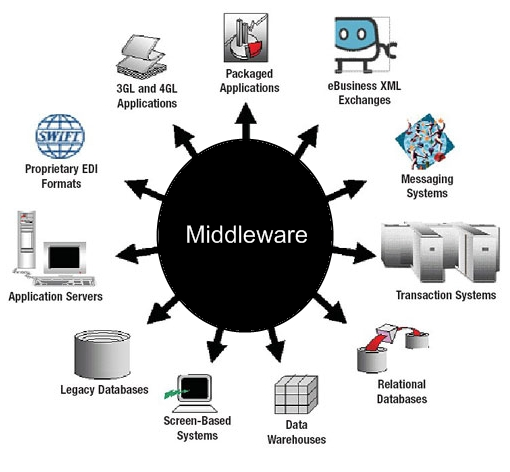 Packaged
Applications
eBusiness XML
Exchanges
3GL and 4GL
Applications
SWIFT
Proprietary EDI
Formats
Messaging
Systems
Middleware
Application Servers
Transaction Systems
Legacy Databases
Relational
Databases
Screen-Based
Systems
Data
Warehouses